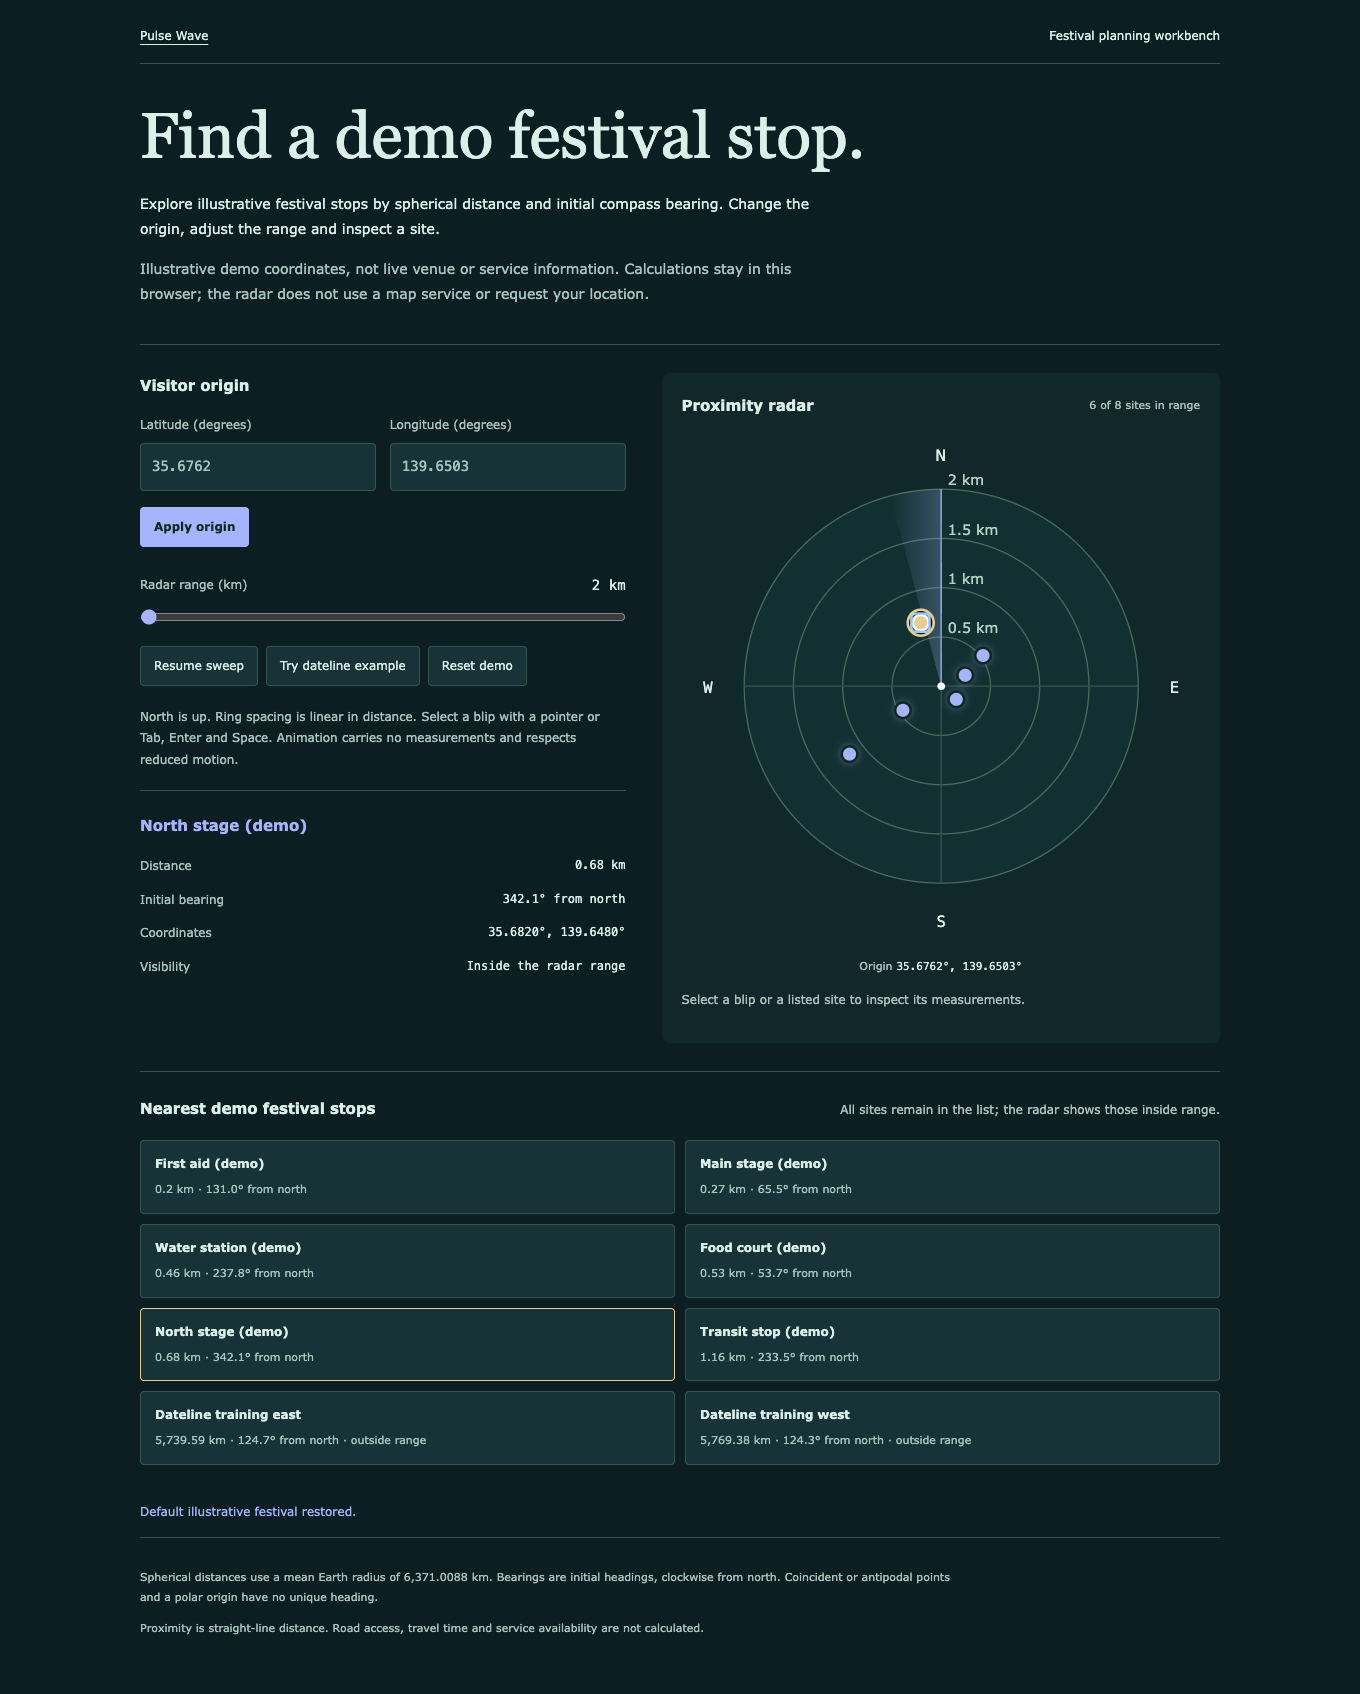 Pulse Wave
Festival planning workbench
Find a demo festival stop.
Explore illustrative festival stops by spherical distance and initial compass bearing. Change the
origin, adjust the range and inspect a site.
Illustrative demo coordinates, not live venue or service information. Calculations stay in this
browser; the radar does not use a map service or request your location.
Visitor origin
Latitude (degrees)
Longitude (degrees)
35.6762
139.6503
Apply origin
Radar range (km)
2 km
Resume sweep
Try dateline example
Reset demo
North is up. Ring spacing is linear in distance. Select a blip with a pointer or
Tab, Enter and Space. Animation carries no measurements and respects
reduced motion.
North stage (demo)
Distance
0.68 km
Initial bearing
342.1° from north
Coordinates
35.6820°, 139.6480°
Visibility
Inside the radar range
Proximity radar
6 of 8 sites in range
N
2 km
1.5 km
1 km
0.5 km
W
E
S
Origin 35.6762°, 139.6503°
Select a blip or a listed site to inspect its measurements.
Nearest demo festival stops
All sites remain in the list; the radar shows those inside range.
First aid (demo)
0.2 km · 131.0° from north
Main stage (demo)
0.27 km · 65.5° from north
Water station (demo)
0.46 km · 237.8° from north
Food court (demo)
0.53 km · 53.7° from north
North stage (demo)
0.68 km · 342.1° from north
Transit stop (demo)
1.16 km · 233.5° from north
Dateline training east
5,739.59 km · 124.7° from north · outside range
Dateline training west
5,769.38 km · 124.3° from north · outside range
Default illustrative festival restored.
Spherical distances use a mean Earth radius of 6,371.0088 km. Bearings are initial headings, clockwise from north. Coincident or antipodal points
and a polar origin have no unique heading.
Proximity is straight-line distance. Road access, travel time and service availability are not calculated.